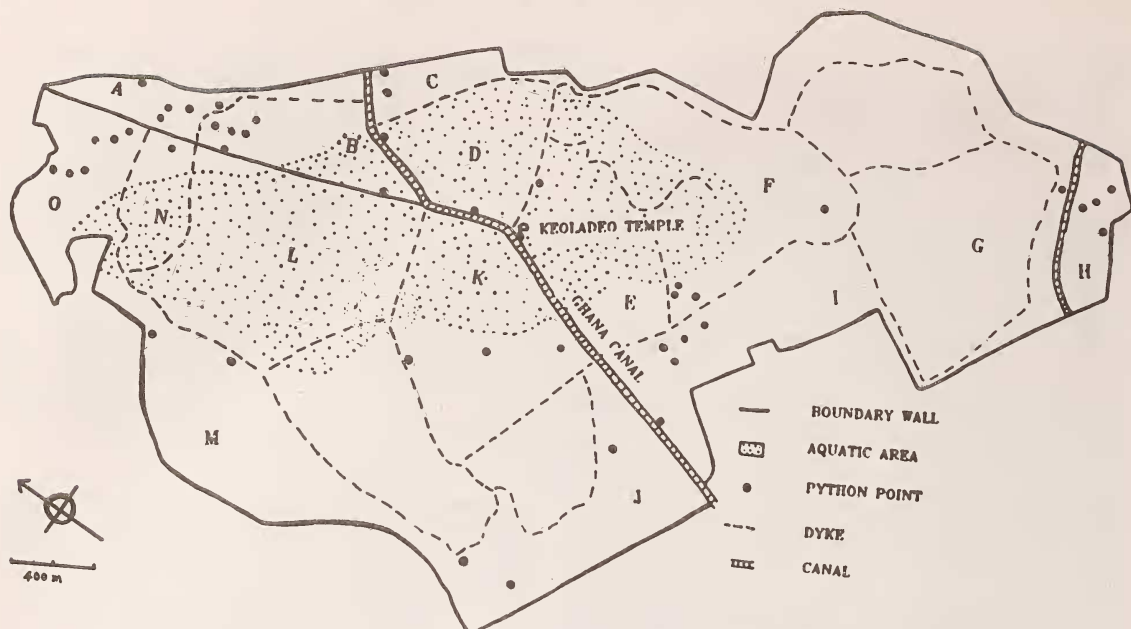 A
C
B
D
F
O
N
KEOLADEO TEMPLE
G
L
K
E
I
H
GHANA CANAL
M
J
BOUNDARY WALL
AQUATIC AREA
PYTHON POINT
DYKE
CANAL
400 m